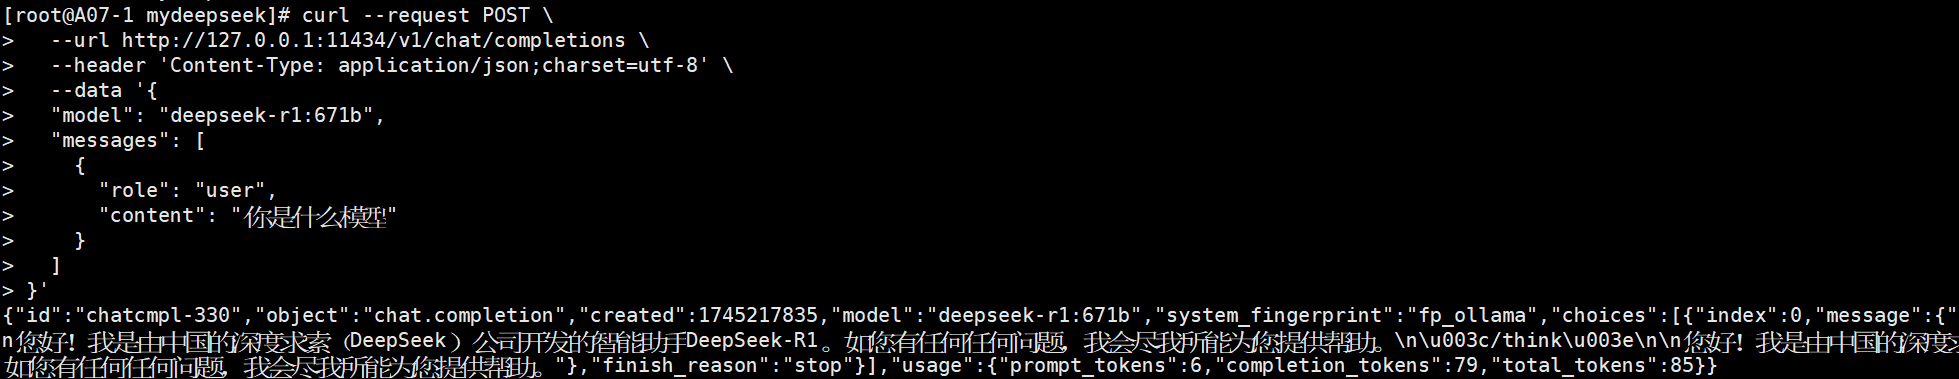 [root@A07-1 mydeepseek]# curl --request POST \
>   --url http://127.0.0.1:11434/v1/chat/completions \
>   --header 'Content-Type: application/json;charset=utf-8' \
>   --data '{
>   "model": "deepseek-r1:671b",
>   "messages": [
>     {
>       "role": "user",
>       "content": "你是什么模型"
>     }
>   ]
> }'
{"id":"chatcmpl-330","object":"chat.completion","created":1745217835,"model":"deepseek-r1:671b","system_fingerprint":"fp_ollama","choices":[{"index":0,"message":{"
n您好！我是由中国的深度求索（DeepSeek）公司开发的智能助手DeepSeek-R1。如您有任何任何问题，我会尽我所能为您提供帮助。\n\u003c/think\u003e\n\n您好！我是由中国的深度
如您有任何任何问题，我会尽我所能为您提供帮助。"},"finish_reason":"stop"}],"usage":{"prompt_tokens":6,"completion_tokens":79,"total_tokens":85}}